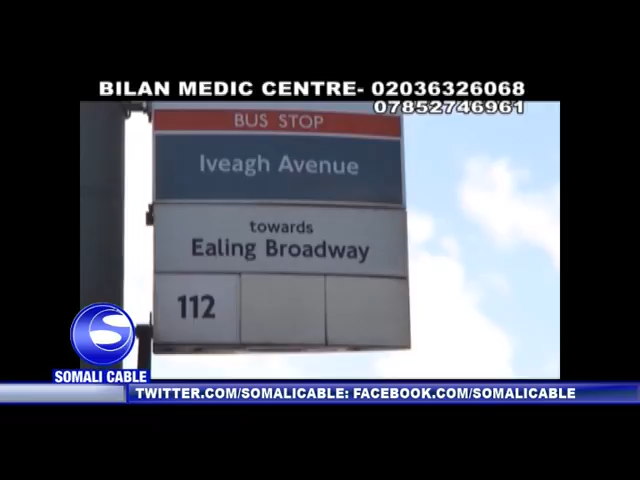 BILAN MEDIC CENTRE- 02036326068
07852746961
BUS STOP
Iveagh Avenue
towards
Ealing Broadway
112
S
SOMALI CABLE
TWITTER.COM/SOMALICABLE: FACEBOOK.COM/SOMALICABLE